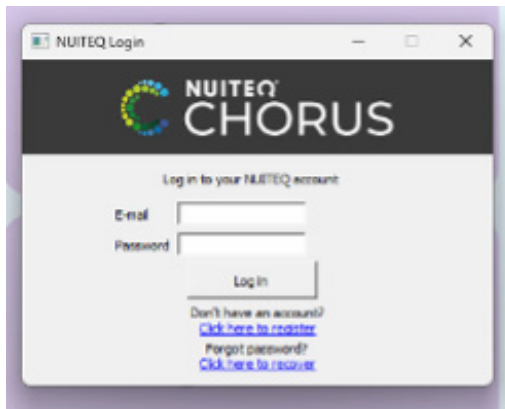 NUITEQ Login
NUITEQ
CHORUS
Log in to your NUITEQ account
E-mail
Password
Log In
Don't have an account?
Click here to register
Forgot password?
Click here to recover